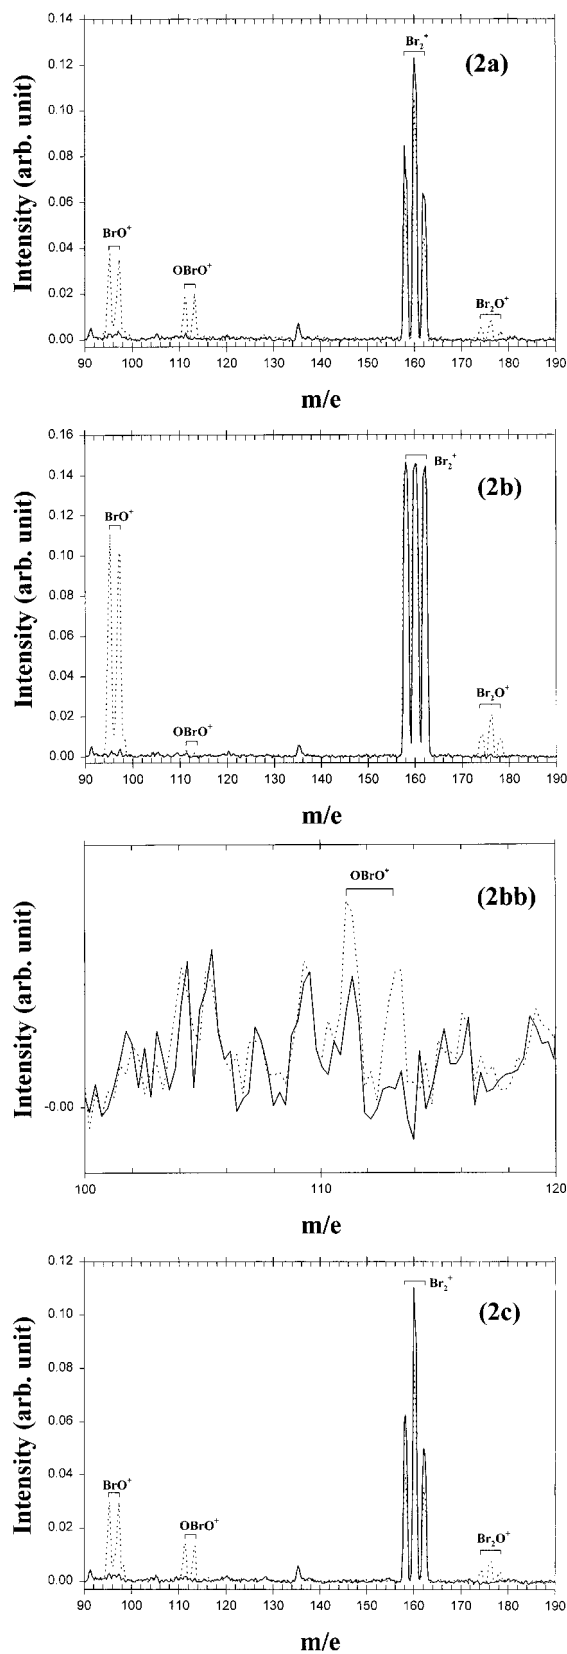 0.14
(2a)
Br₂⁺
0.12
0.10
0.08
0.06
BrO⁺
0.04
OBrO⁺
Br₂O⁺
0.02
0.00
90 100 110 120 130 140 150 160 170 180 190
Intensity (arb. unit)
m/e
0.16
Br₂⁺
(2b)
0.14
0.12
BrO⁺
0.10
0.08
0.06
0.04
Br₂O⁺
0.02
OBrO⁺
0.00
90 100 110 120 130 140 150 160 170 180 190
Intensity (arb. unit)
m/e
OBrO⁺
(2bb)
-0.00
100 110 120
Intensity (arb. unit)
m/e
0.12
Br₂⁺
(2c)
0.10
0.08
0.06
0.04
BrO⁺
0.02
OBrO⁺
Br₂O⁺
0.00
90 100 110 120 130 140 150 160 170 180 190
Intensity (arb. unit)
m/e